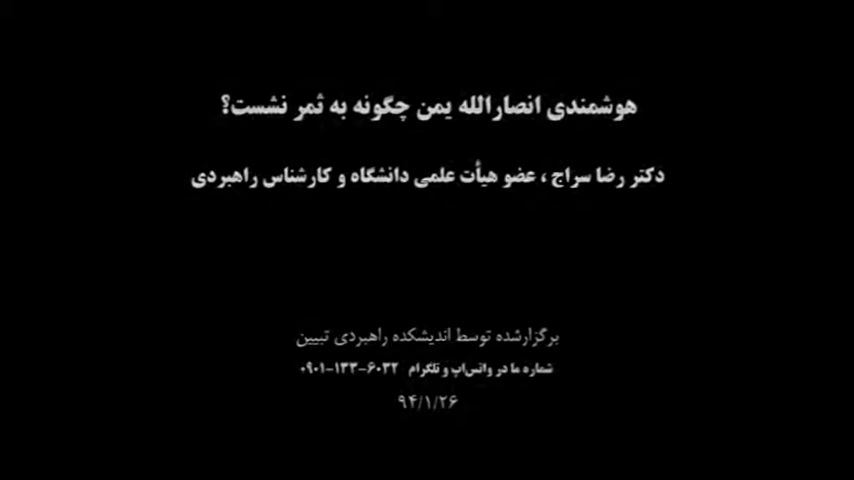 هوشمندی انصارالله یمن چگونه به ثمر نشست؟
دکتر رضا سراج ، عضو هیأت علمی دانشگاه و کارشناس راهبردی
برگزارشده توسط اندیشکده راهبردی تبیین
شماره ما در واتس‌اپ و تلگرام ۶۰۳۲-۱۳۳-۰۹۰۱
۹۴/۱/۲۶